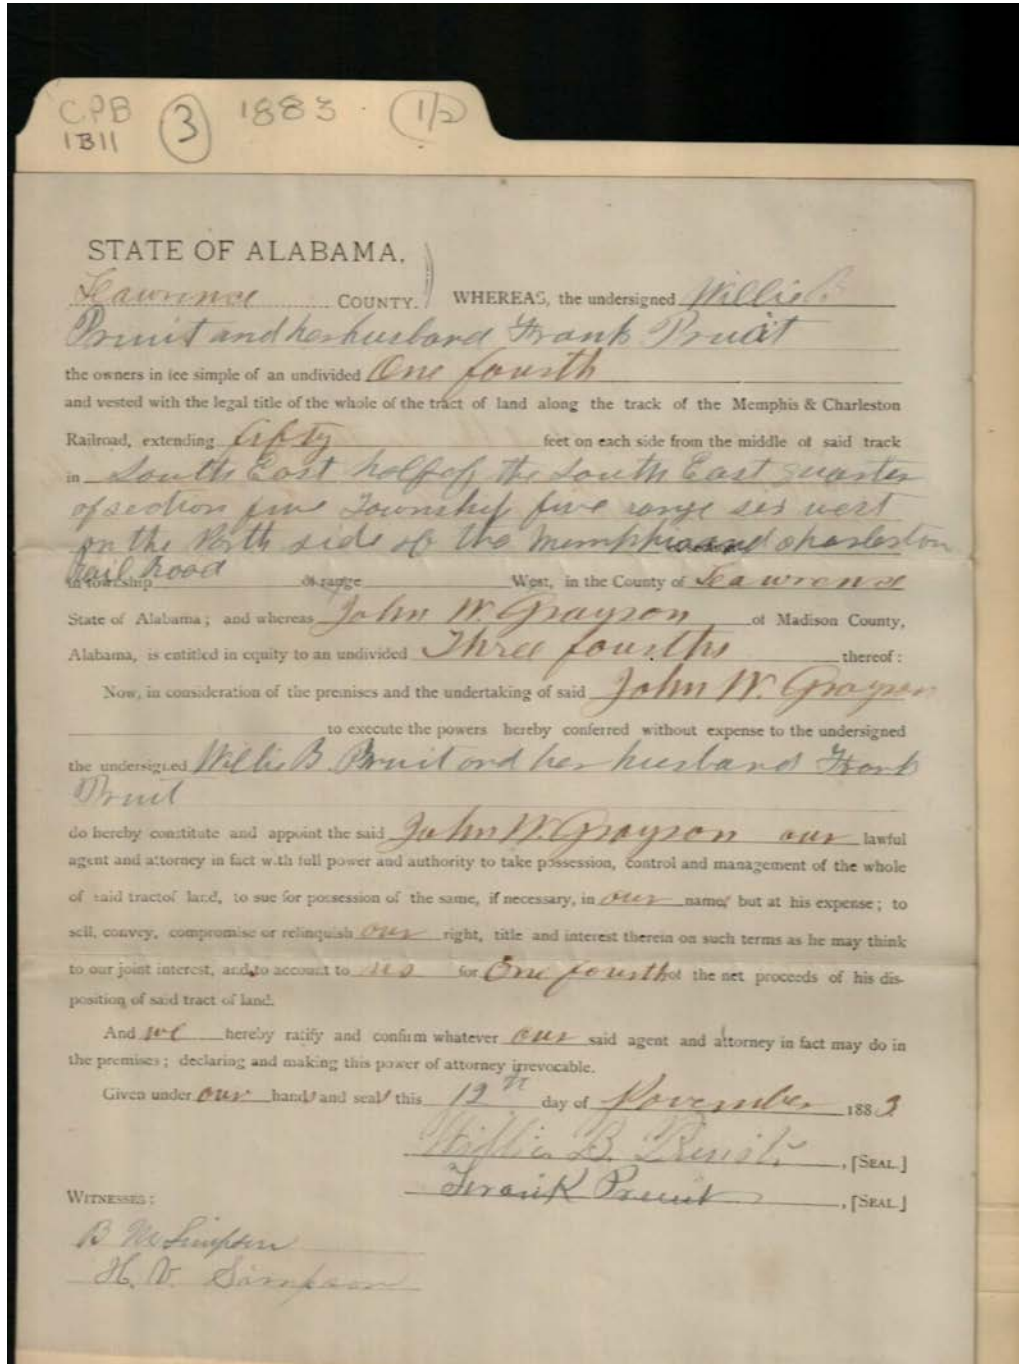 CPB 3 1883 1/2
1B11
STATE OF ALABAMA.
Lawrence COUNTY. WHEREAS, the undersigned Willie B.
Pruit and her husband Frank Pruit
the owners in fee simple of an undivided One fourth
and vested with the legal title of the whole of the tract of land along the track of the Memphis & Charleston
Railroad, extending fifty feet on each side from the middle of said track
in South East half of the South East quarter
of section five Township five range six west
on the North side of the Memphis and charleston
Rail Road
in township of range West, in the County of Lawrence
State of Alabama; and whereas John W. Grayson of Madison County,
Alabama, is entitled in equity to an undivided Three fourths thereof:
Now, in consideration of the premises and the undertaking of said John W. Grayson
to execute the powers hereby conferred without expense to the undersigned
the undersigned Willie B. Pruit and her husband Frank
Pruit
do hereby constitute and appoint the said John W. Grayson our lawful
agent and attorney in fact with full power and authority to take possession, control and management of the whole
of said tract of land, to sue for possession of the same, if necessary, in our name, but at his expense; to
sell, convey, compromise or relinquish our right, title and interest therein on such terms as he may think
to our joint interest, and to account to us for One fourth of the net proceeds of his dis-
position of said tract of land.
And we hereby ratify and confirm whatever our said agent and attorney in fact may do in
the premises; declaring and making this power of attorney irrevocable.
Given under our hands and seals this 12th day of November 1883
Willie B. Pruit, [SEAL.]
Frank Pruit, [SEAL.]
WITNESSES:
B M Simpson
H. V. Simpson